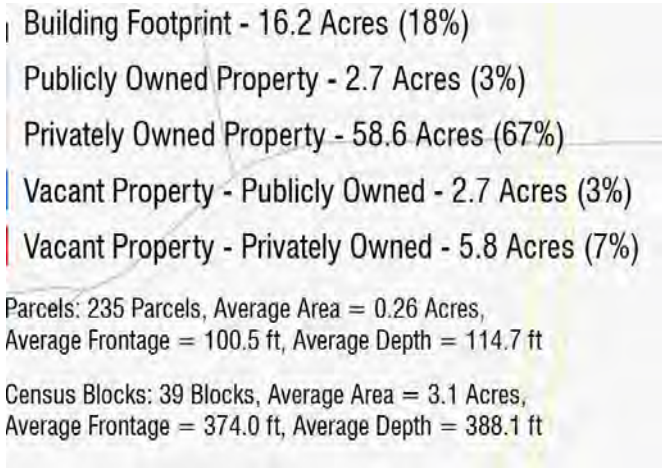 Building Footprint - 16.2 Acres (18%)
Publicly Owned Property - 2.7 Acres (3%)
Privately Owned Property - 58.6 Acres (67%)
Vacant Property - Publicly Owned - 2.7 Acres (3%)
Vacant Property - Privately Owned - 5.8 Acres (7%)
Parcels: 235 Parcels, Average Area = 0.26 Acres,
Average Frontage = 100.5 ft, Average Depth = 114.7 ft
Census Blocks: 39 Blocks, Average Area = 3.1 Acres,
Average Frontage = 374.0 ft, Average Depth = 388.1 ft